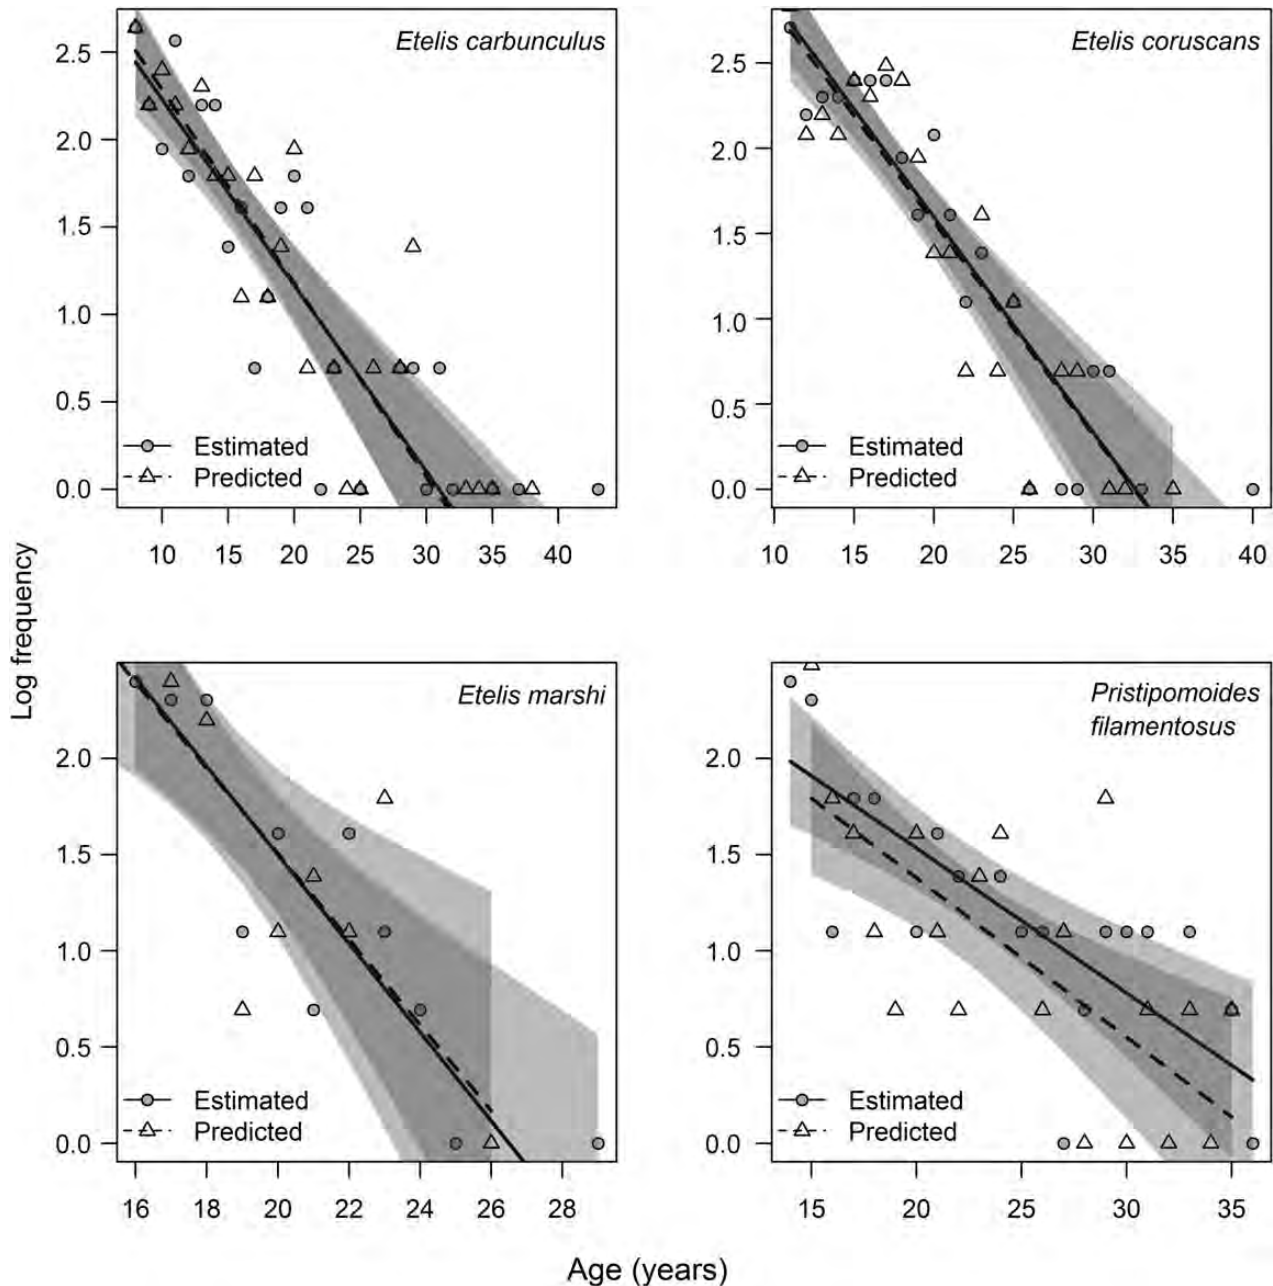 Etelis carbunculus
2.5
2.0
1.5
1.0
0.5
0.0
Estimated
Predicted
10 15 20 25 30 35 40
Etelis coruscans
2.5
2.0
1.5
1.0
0.5
0.0
Estimated
Predicted
10 15 20 25 30 35 40
Log frequency
Etelis marshi
2.0
1.5
1.0
0.5
0.0
Estimated
Predicted
16 18 20 22 24 26 28
Pristipomoides
filamentosus
2.0
1.5
1.0
0.5
0.0
Estimated
Predicted
15 20 25 30 35
Age (years)